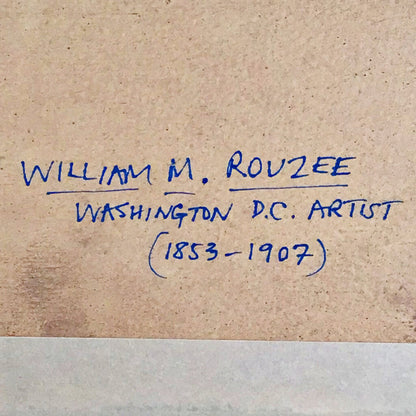 WILLIAM M. ROUZEE
WASHINGTON D.C. ARTIST
(1853-1907)